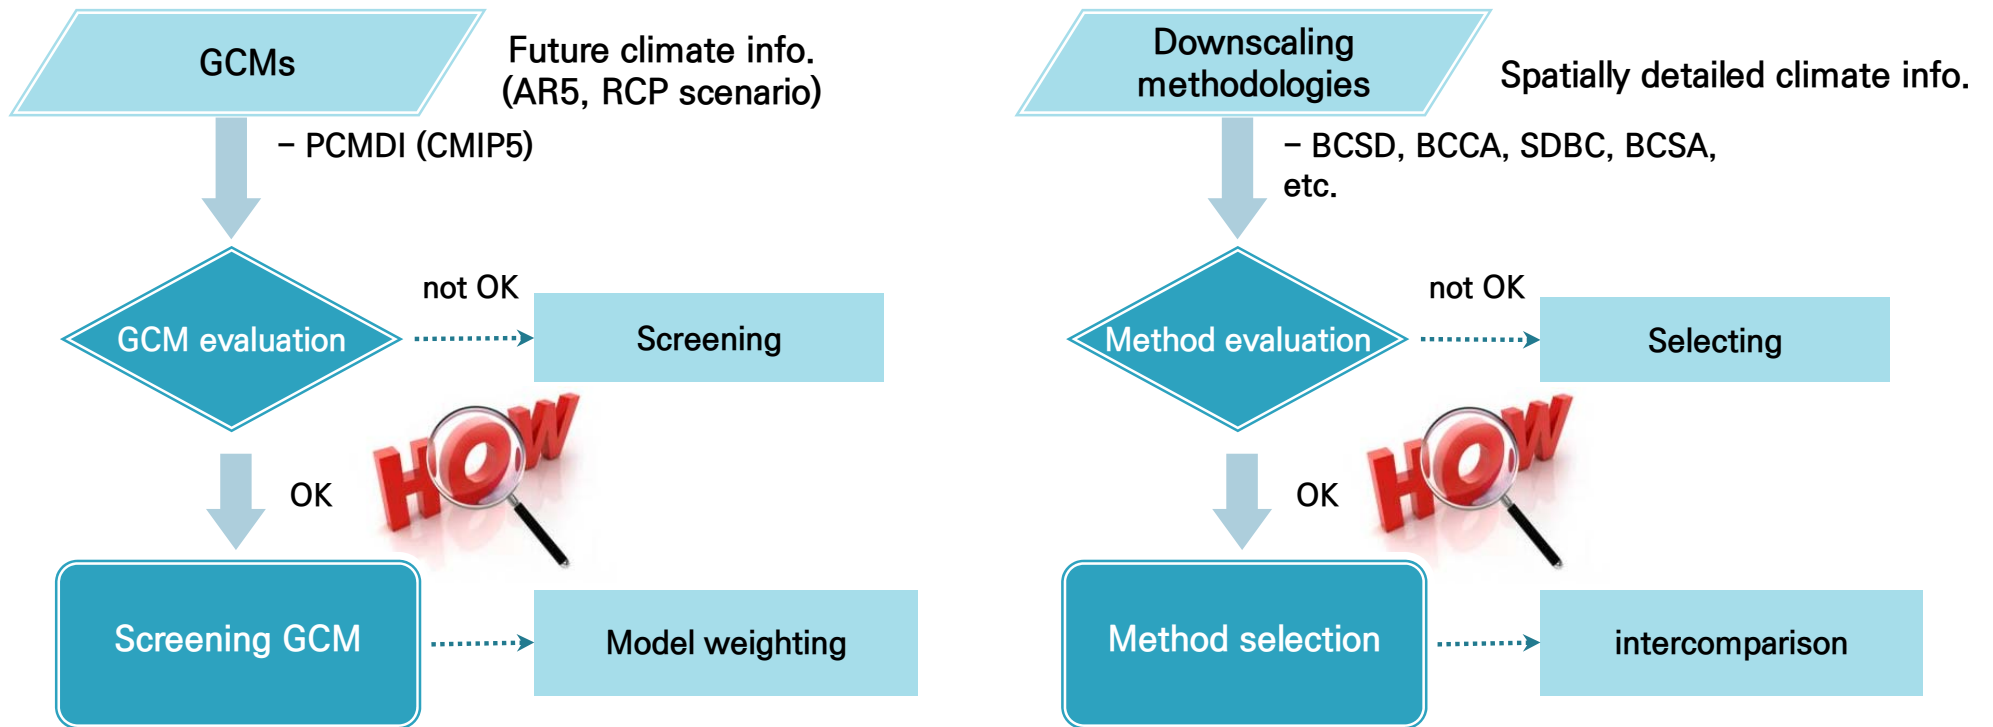 GCMs
Future climate info.
(AR5, RCP scenario)
– PCMDI (CMIP5)
GCM evaluation
not OK
Screening
HOW
OK
Screening GCM
Model weighting
Downscaling
methodologies
Spatially detailed climate info.
– BCSD, BCCA, SDBC, BCSA,
etc.
Method evaluation
not OK
Selecting
HOW
OK
Method selection
intercomparison